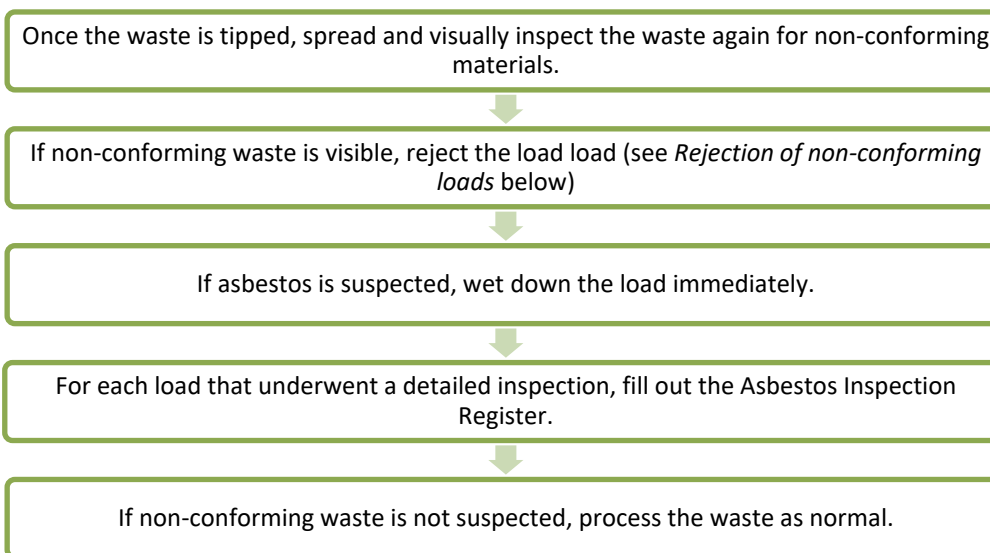 Once the waste is tipped, spread and visually inspect the waste again for non-conforming
materials.
If non-conforming waste is visible, reject the load load (see Rejection of non-conforming
loads below)
If asbestos is suspected, wet down the load immediately.
For each load that underwent a detailed inspection, fill out the Asbestos Inspection
Register.
If non-conforming waste is not suspected, process the waste as normal.